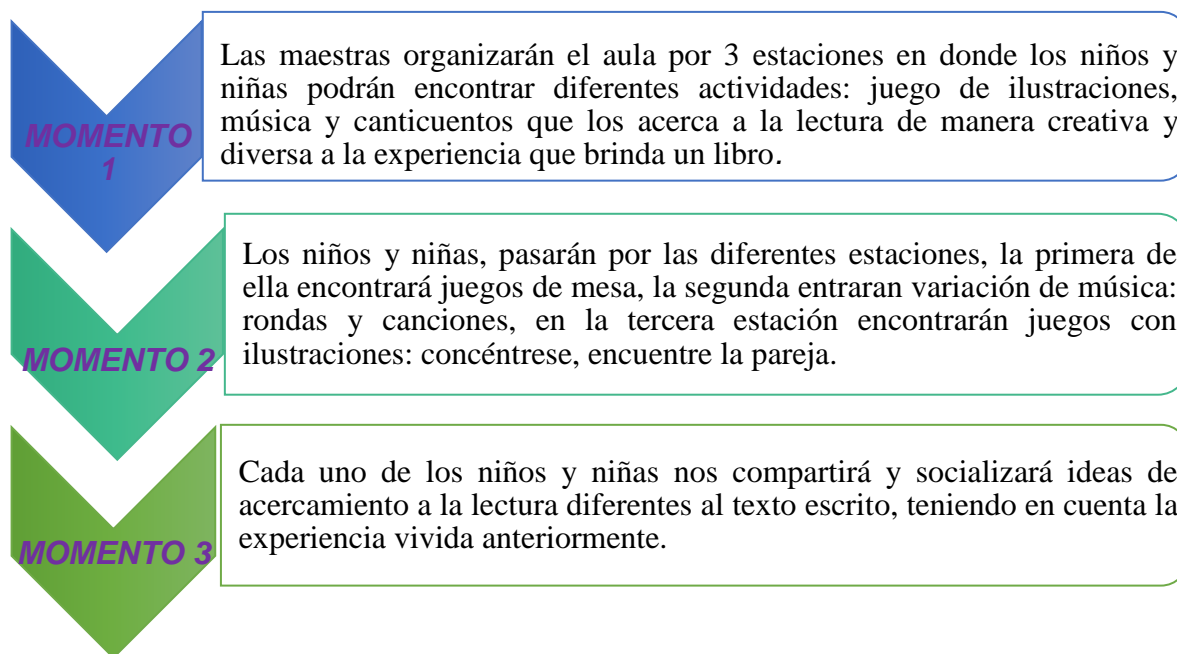 MOMENTO
1
Las maestras organizarán el aula por 3 estaciones en donde los niños y
niñas podrán encontrar diferentes actividades: juego de ilustraciones,
música y canticuentos que los acerca a la lectura de manera creativa y
diversa a la experiencia que brinda un libro.
MOMENTO 2
Los niños y niñas, pasarán por las diferentes estaciones, la primera de
ella encontrará juegos de mesa, la segunda entraran variación de música:
rondas y canciones, en la tercera estación encontrarán juegos con
ilustraciones: concéntrese, encuentre la pareja.
MOMENTO 3
Cada uno de los niños y niñas nos compartirá y socializará ideas de
acercamiento a la lectura diferentes al texto escrito, teniendo en cuenta la
experiencia vivida anteriormente.